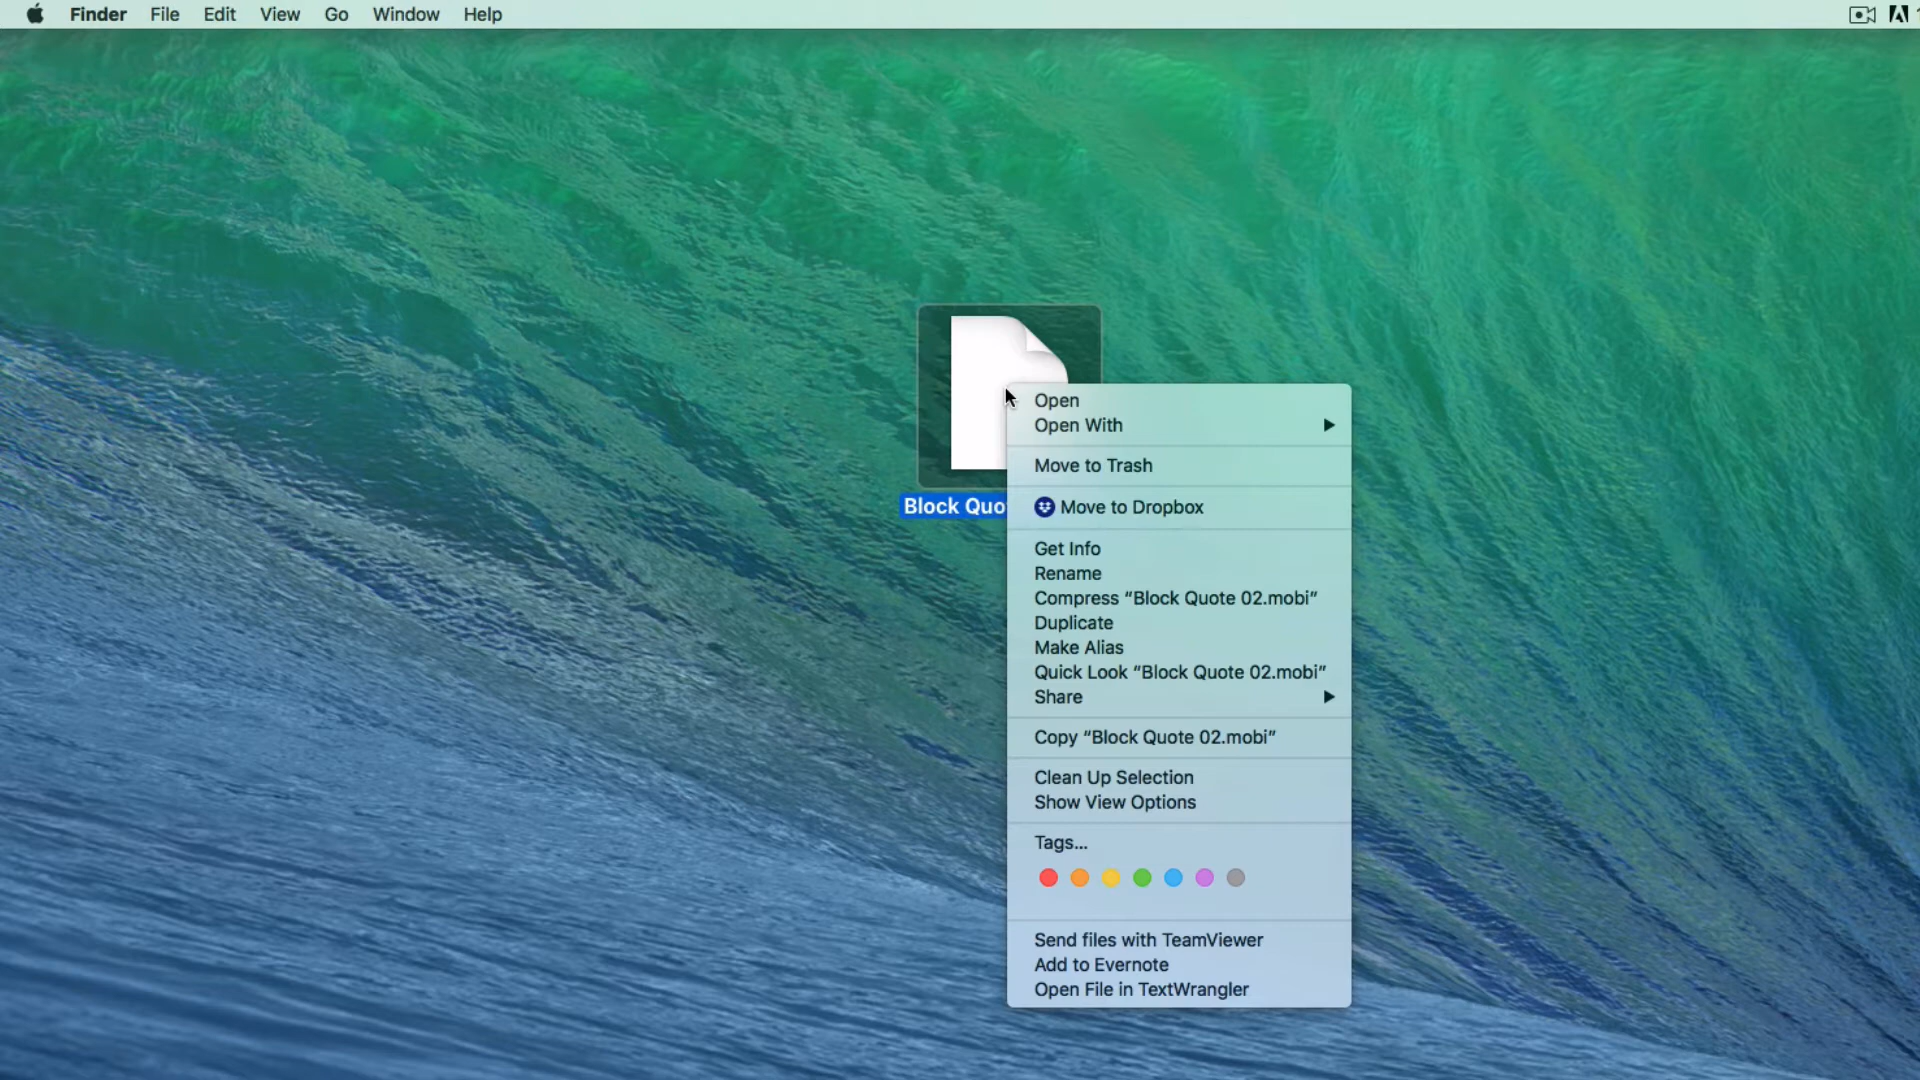 Finder File Edit View Go Window Help
Open
Open With
Move to Trash
Block Quo
Move to Dropbox
Get Info
Rename
Compress “Block Quote 02.mobi”
Duplicate
Make Alias
Quick Look “Block Quote 02.mobi”
Share
Copy “Block Quote 02.mobi”
Clean Up Selection
Show View Options
Tags...
Send files with TeamViewer
Add to Evernote
Open File in TextWrangler